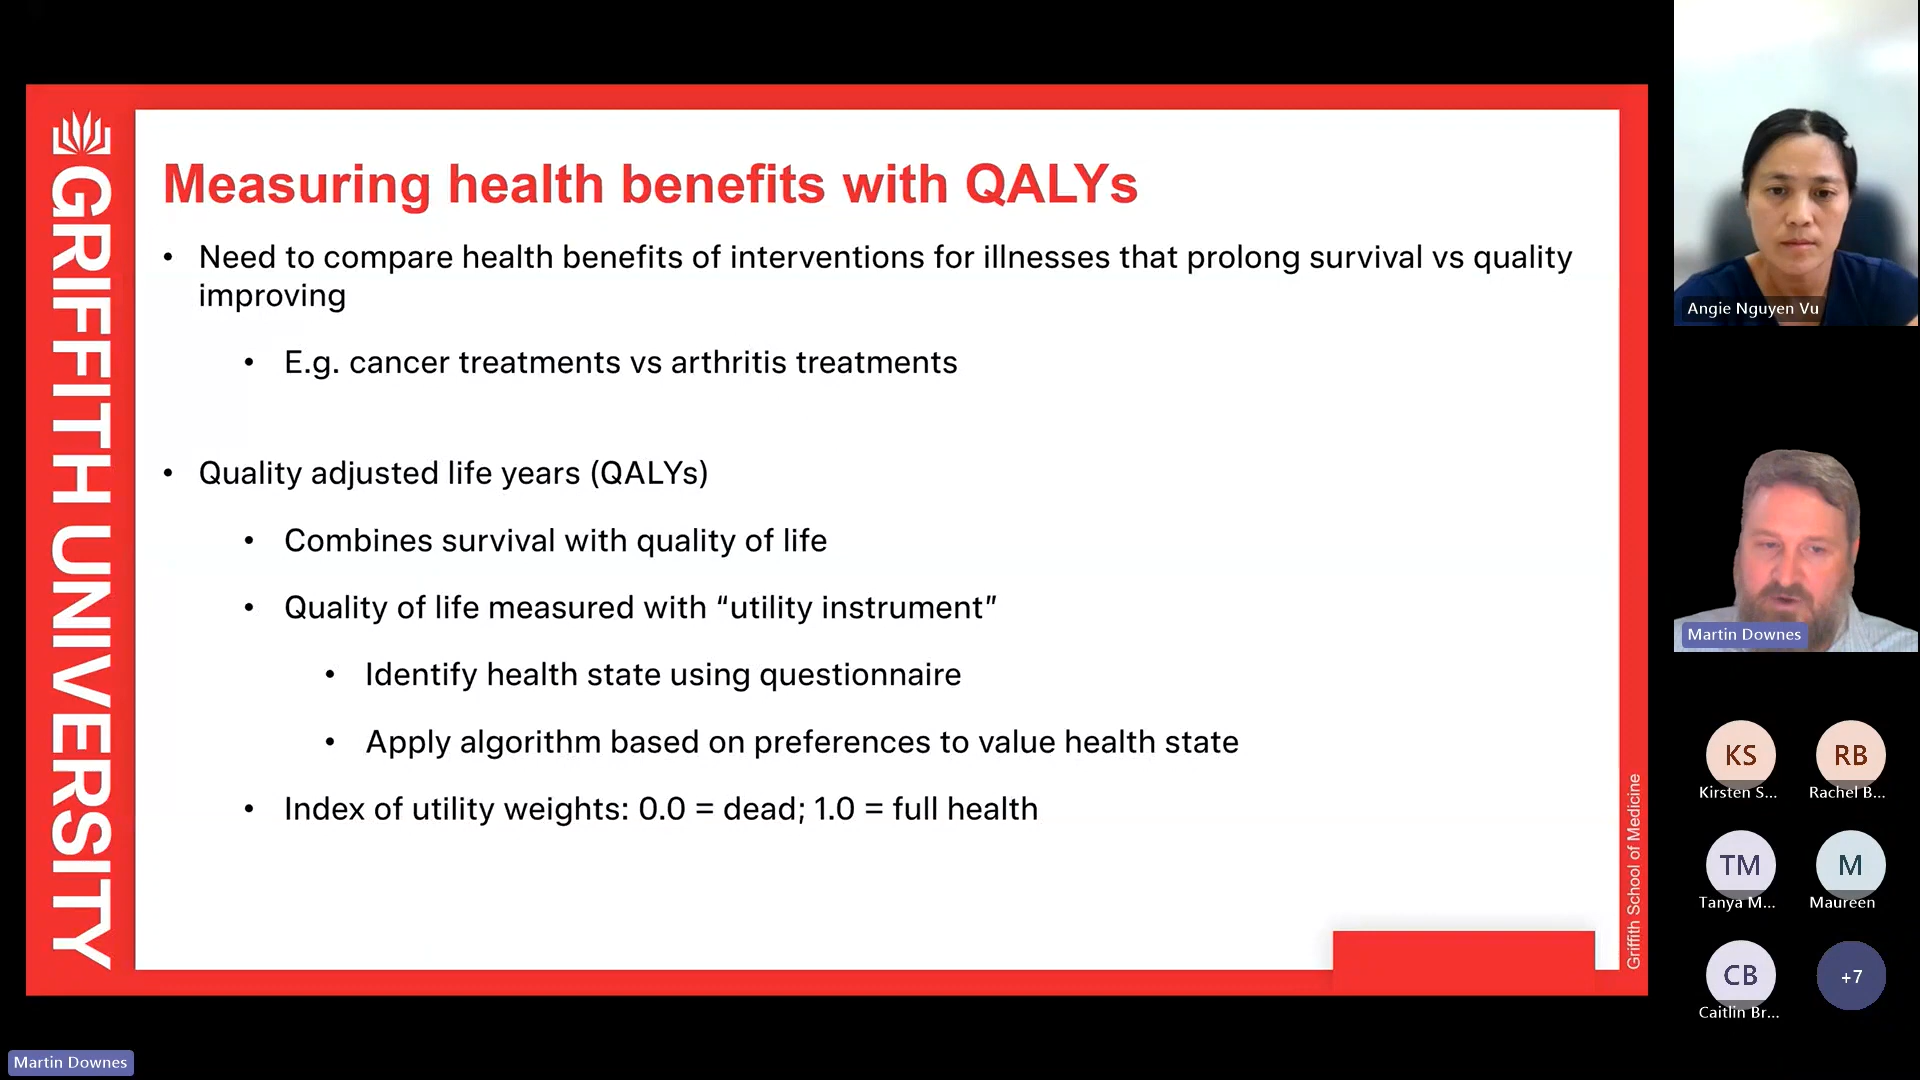 GRIFFITH UNIVERSITY
Measuring health benefits with QALYs
• Need to compare health benefits of interventions for illnesses that prolong survival vs quality
improving
• E.g. cancer treatments vs arthritis treatments
• Quality adjusted life years (QALYs)
• Combines survival with quality of life
• Quality of life measured with “utility instrument”
• Identify health state using questionnaire
• Apply algorithm based on preferences to value health state
• Index of utility weights: 0.0 = dead; 1.0 = full health
Griffith School of Medicine
Angie Nguyen Vu
Martin Downes
KS
Kirsten S...
RB
Rachel B...
TM
Tanya M...
M
Maureen
CB
Caitlin Br...
+7
Martin Downes